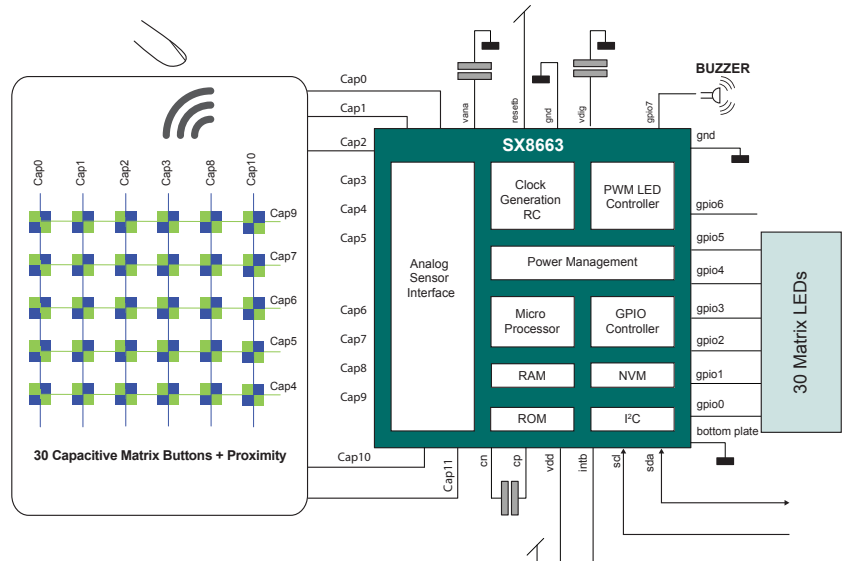 Cap0
Cap1
Cap2
Cap3
Cap4
Cap5
Cap6
Cap7
Cap8
Cap9
Cap10
Cap11
Cap0
Cap1
Cap2
Cap3
Cap8
Cap10
Cap9
Cap7
Cap6
Cap5
Cap4
30 Capacitive Matrix Buttons + Proximity
vana
resetb
gnd
vdig
gpio7
BUZZER
SX8663
Analog
Sensor
Interface
Clock
Generation
RC
PWM LED
Controller
Power Management
Micro
Processor
GPIO
Controller
RAM
NVM
ROM
I²C
gnd
gpio6
gpio5
gpio4
gpio3
gpio2
gpio1
gpio0
bottom plate
30 Matrix LEDs
cn
cp
vdd
intb
scl
sda